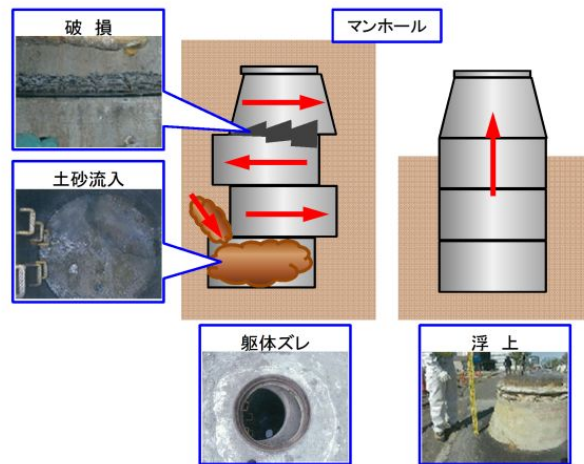 破 損
マンホール
土砂流入
躯体ズレ
浮 上